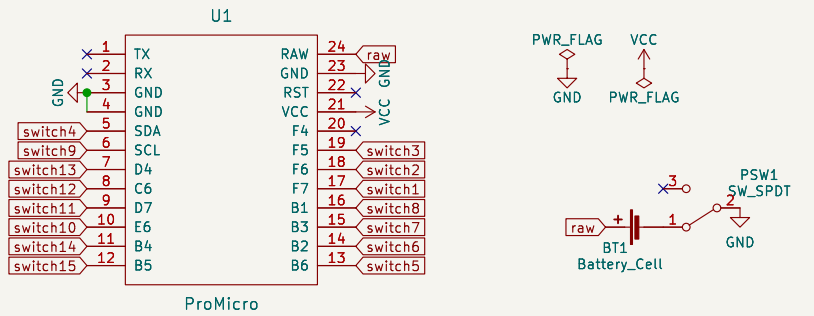 U1
1 TX RAW 24 raw
2 RX GND 23 GND
GND 3 GND RST 22
4 GND VCC 21 VCC
switch4 5 SDA F4 20
switch9 6 SCL F5 19 switch3
switch13 7 D4 F6 18 switch2
switch12 8 C6 F7 17 switch1
switch11 9 D7 B1 16 switch8
switch10 10 E6 B3 15 switch7
switch14 11 B4 B2 14 switch6
switch15 12 B5 B6 13 switch5
ProMicro
PWR_FLAG VCC
GND PWR_FLAG
3 PSW1
SW_SPDT
2
raw + 1
BT1 GND
Battery_Cell